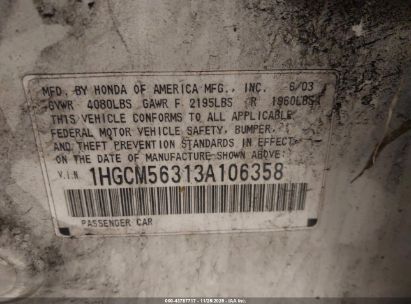 MFD. BY HONDA OF AMERICA MFG., INC. 6/03
GVWR 4080LBS GAWR F 2195LBS R 1960LBS
THIS VEHICLE CONFORMS TO ALL APPLICABLE
FEDERAL MOTOR VEHICLE SAFETY, BUMPER,
AND THEFT PREVENTION STANDARDS IN EFFECT
ON THE DATE OF MANUFACTURE SHOWN ABOVE:
V.I.N. 1HGCM56313A106358
PASSENGER CAR